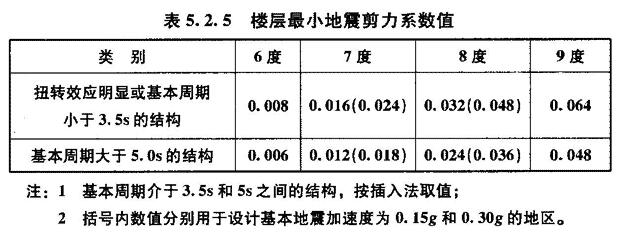 表 5. 2. 5 楼层最小地震剪力系数值
类 别 6 度 7 度 8 度 9 度
扭转效应明显或基本周期
小于 3. 5s 的结构 0. 008 0. 016(0. 024) 0. 032(0. 048) 0. 064
基本周期大于 5. 0s 的结构 0. 006 0. 012(0. 018) 0. 024(0. 036) 0. 048
注：1 基本周期介于 3. 5s 和 5s 之间的结构，按插入法取值；
2 括号内数值分别用于设计基本地震加速度为 0. 15g 和 0. 30g 的地区。